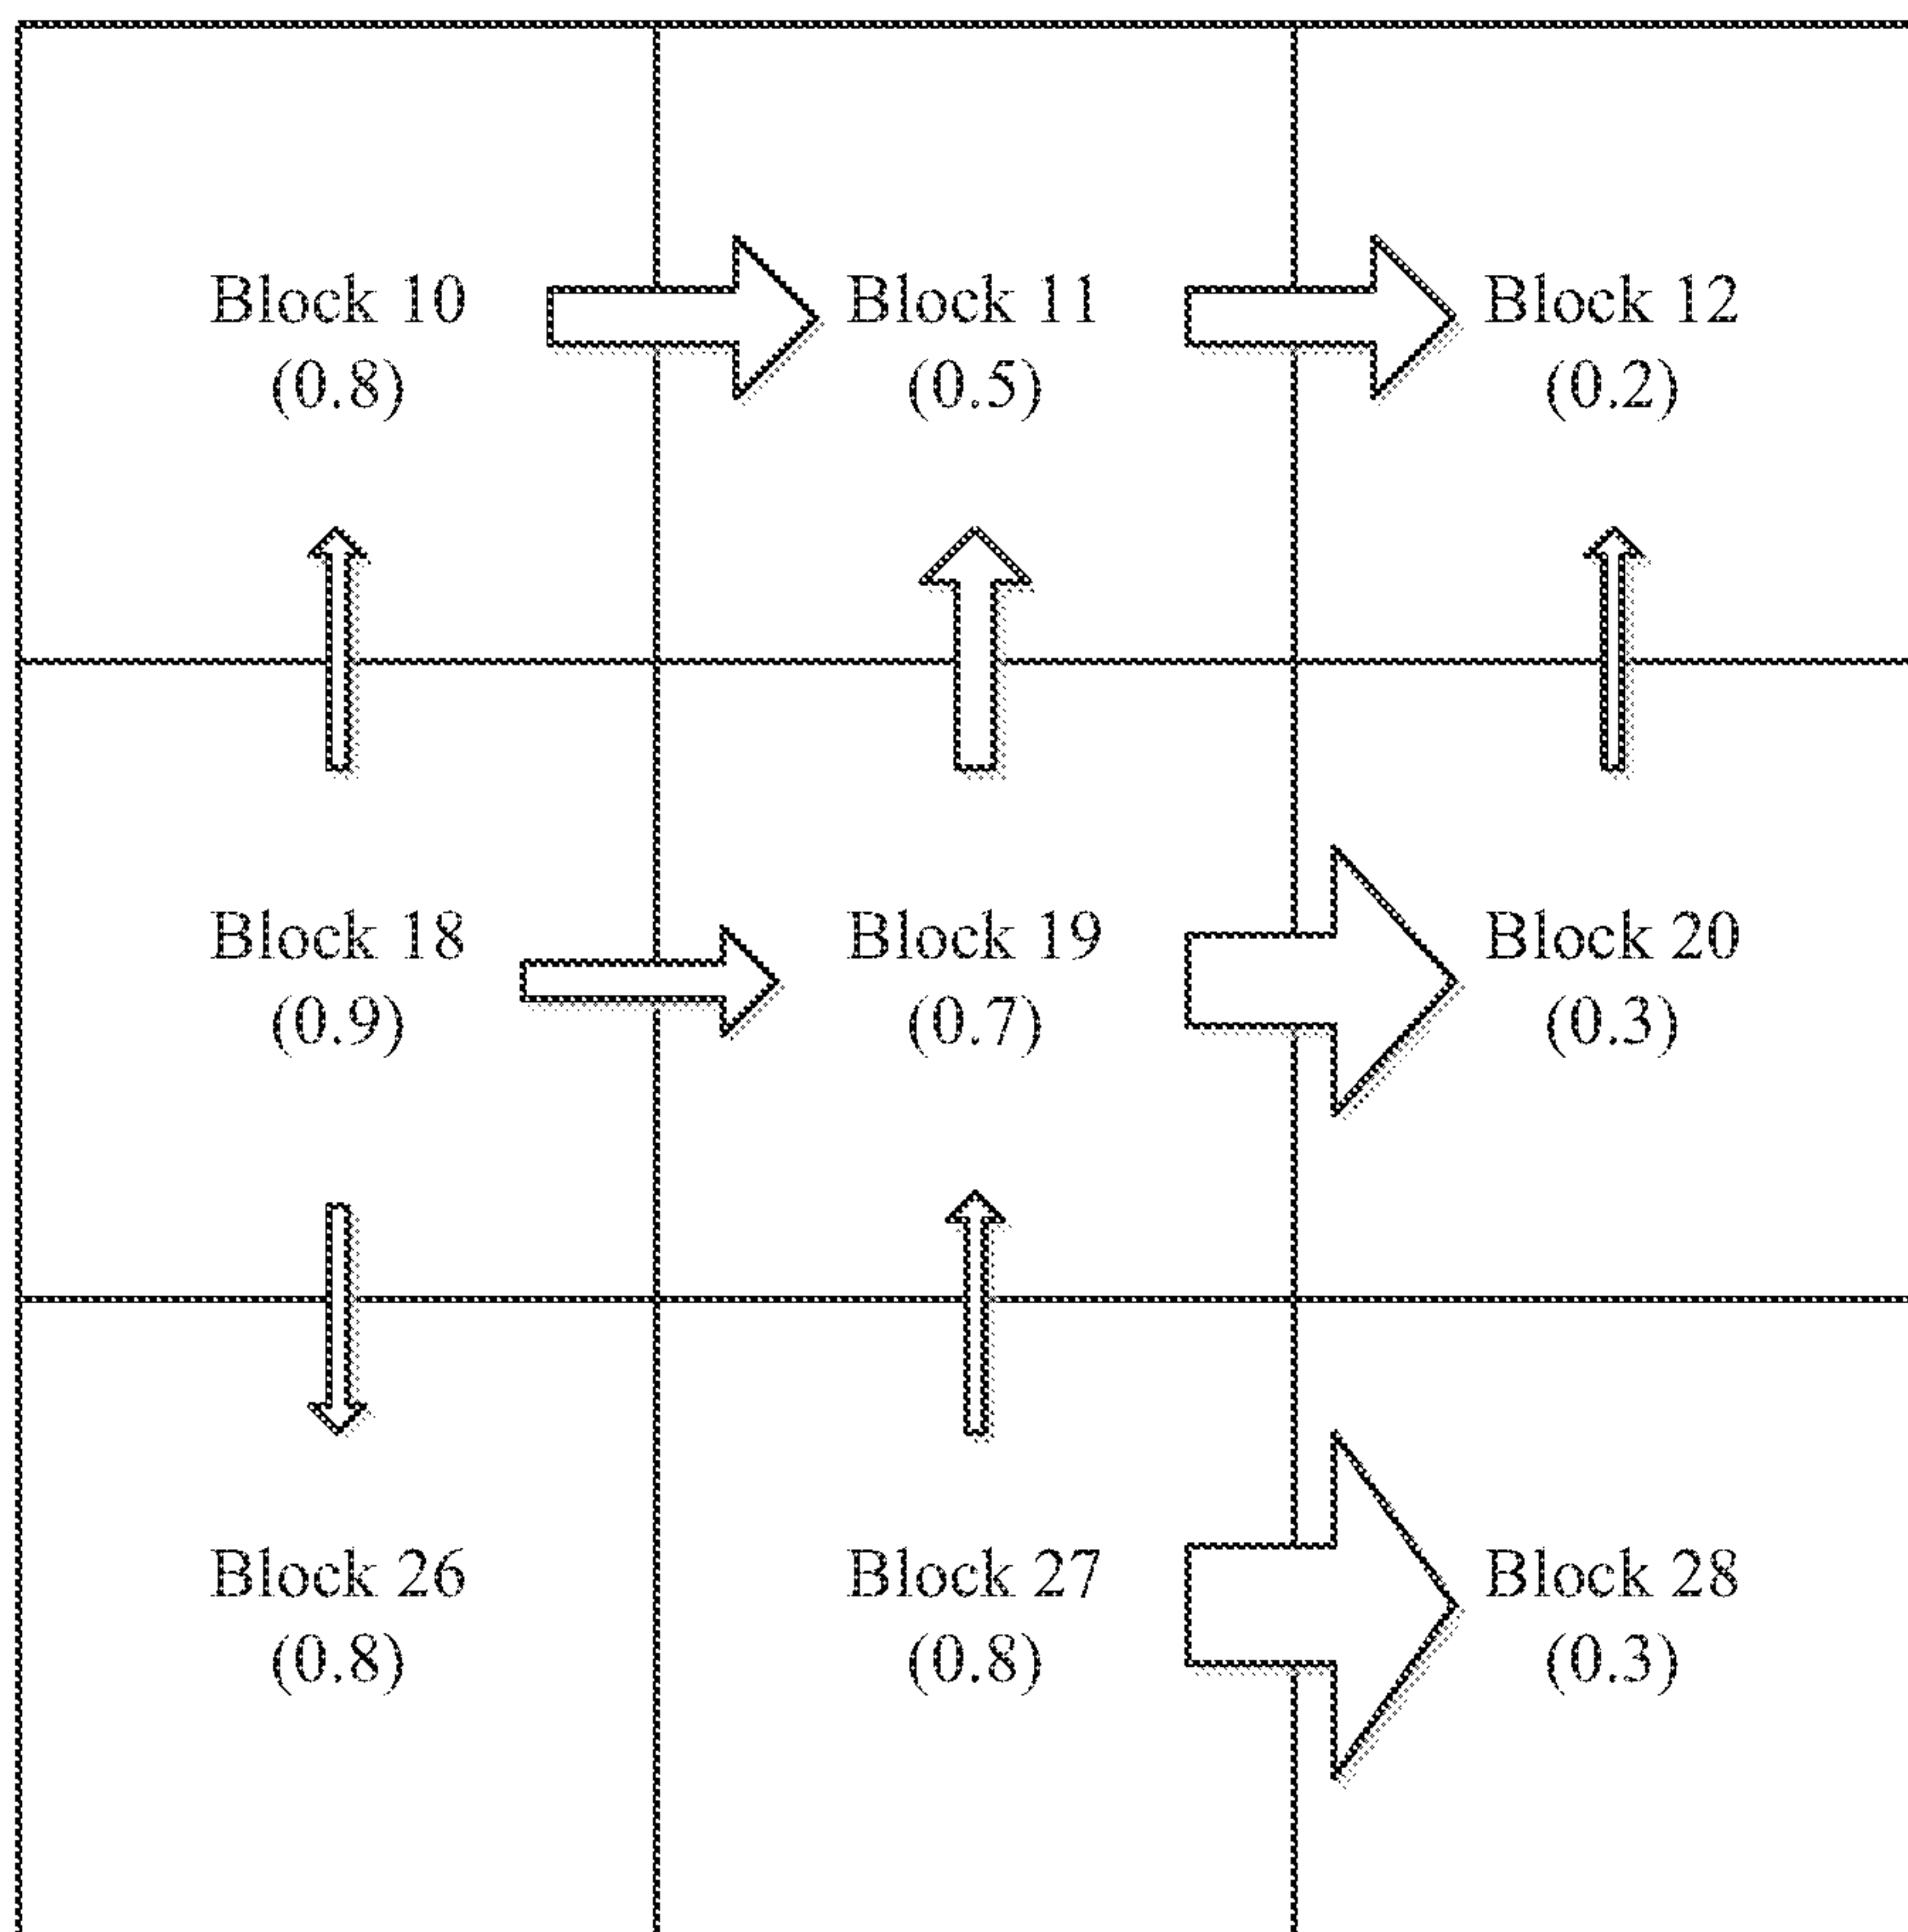 Block 10
(0.8)
Block 11
(0.5)
Block 12
(0.2)
Block 18
(0.9)
Block 19
(0.7)
Block 20
(0.3)
Block 26
(0.8)
Block 27
(0.8)
Block 28
(0.3)